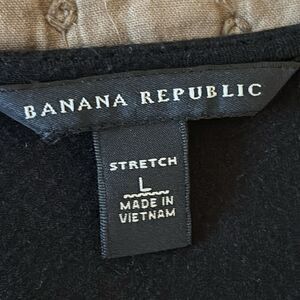 BANANA REPUBLIC
STRETCH
L
MADE IN
VIETNAM